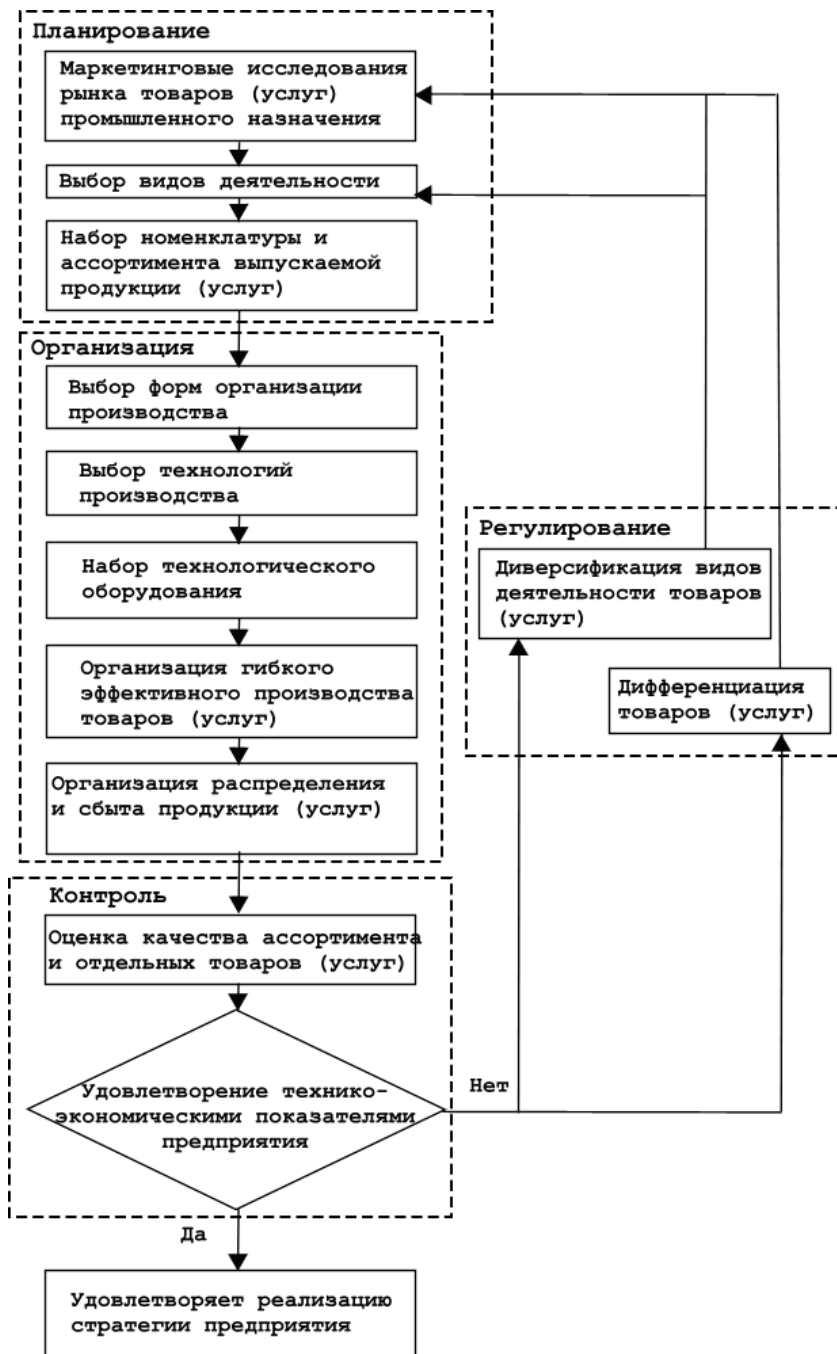 Планирование
Маркетинговые исследования
рынка товаров (услуг)
промышленного назначения
Выбор видов деятельности
Набор номенклатуры и
ассортимента выпускаемой
продукции (услуг)
Организация
Выбор форм организации
производства
Выбор технологий
производства
Набор технологического
оборудования
Организация гибкого
эффективного производства
товаров (услуг)
Организация распределения
и сбыта продукции (услуг)
Регулирование
Диверсификация видов
деятельности товаров
(услуг)
Дифференциация
товаров (услуг)
Контроль
Оценка качества ассортимента
и отдельных товаров (услуг)
Удовлетворение технико-
экономическими показателями
предприятия
Нет
Да
Удовлетворяет реализацию
стратегии предприятия